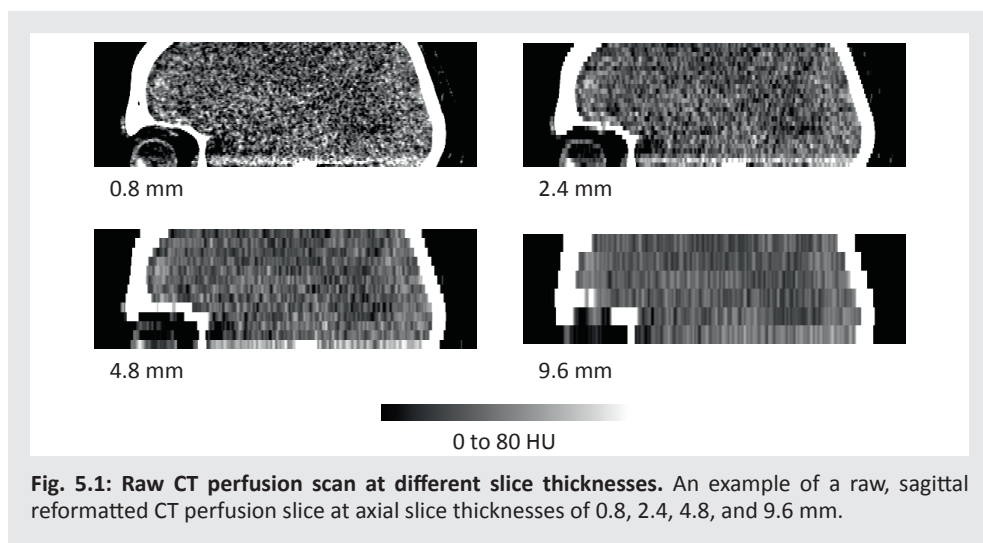 0.8 mm
2.4 mm
4.8 mm
9.6 mm
0 to 80 HU
Fig. 5.1: Raw CT perfusion scan at different slice thicknesses. An example of a raw, sagittal
reformatted CT perfusion slice at axial slice thicknesses of 0.8, 2.4, 4.8, and 9.6 mm.